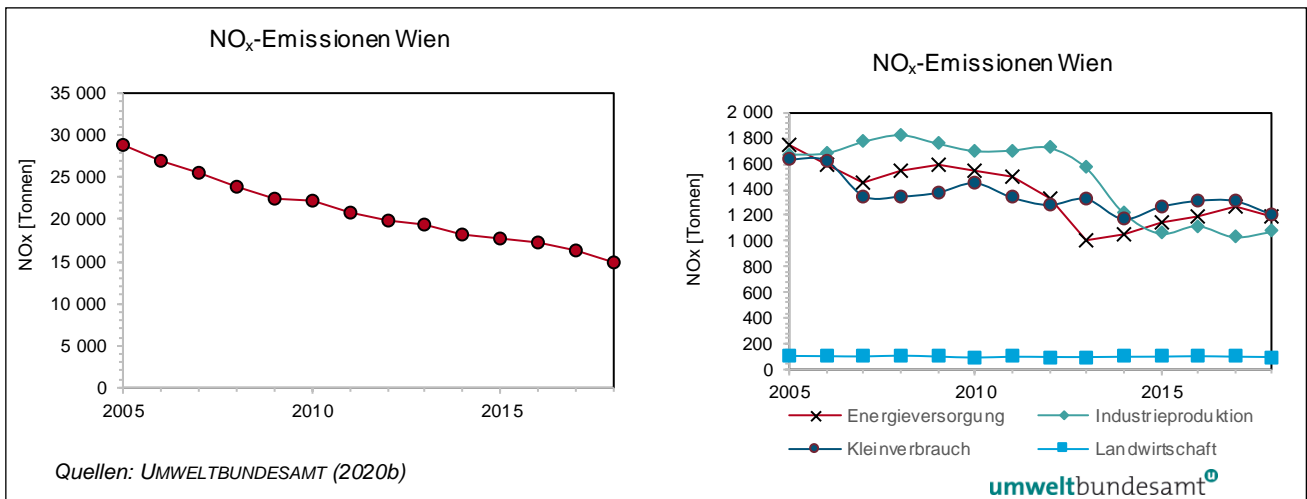 NOx-Emissionen Wien
NOx [Tonnen]
35 000
30 000
25 000
20 000
15 000
10 000
5 000
0
2005
2010
2015
Quellen: UMWELTBUNDESAMT (2020b)
NOx-Emissionen Wien
NOx [Tonnen]
2 000
1 800
1 600
1 400
1 200
1 000
800
600
400
200
0
2005
2010
2015
Energieversorgung
Industrieproduktion
Kleinverbrauch
Landwirtschaft
umweltbundesamt